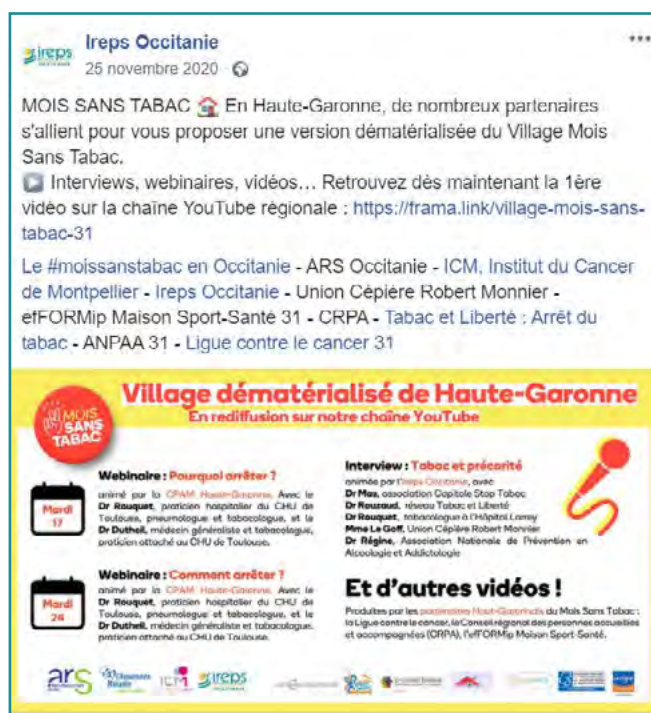 Ireps Occitanie
ireps
25 novembre 2020
MOIS SANS TABAC En Haute-Garonne, de nombreux partenaires
s'allient pour vous proposer une version dématérialisée du Village Mois
Sans Tabac.
Interviews, webinaires, vidéos… Retrouvez dès maintenant la 1ère
vidéo sur la chaîne YouTube régionale : https://frama.link/village-mois-sans-
tabac-31
Le #moissanstabac en Occitanie - ARS Occitanie - ICM, Institut du Cancer
de Montpellier - Ireps Occitanie - Union Cépière Robert Monnier -
efFORMip Maison Sport-Santé 31 - CRPA - Tabac et Liberté : Arrêt du
tabac - ANPAA 31 - Ligue contre le cancer 31
MOIS
SANS
TABAC
Village dématérialisé de Haute-Garonne
En rediffusion sur notre chaîne YouTube
Mardi
17
Webinaire : Pourquoi arrêter ?
animé par la CPAM Haute-Garonne. Avec le
Dr Rouquet, praticien hospitalier du CHU de
Toulouse, pneumologue et tabacologue, et le
Dr Dutheil, médecin généraliste et tabacologue,
praticien attaché au CHU de Toulouse.
Mardi
24
Webinaire : Comment arrêter ?
animé par la CPAM Haute-Garonne. Avec le
Dr Rouquet, praticien hospitalier du CHU de
Toulouse, pneumologue et tabacologue, et le
Dr Dutheil, médecin généraliste et tabacologue,
praticien attaché au CHU de Toulouse.
Interview : Tabac et précarité
animée par l'Ireps Occitanie, avec
Dr Mas, association Capitole Stop Tabac
Dr Rouzaud, réseau Tabac et Liberté
Dr Rouquet, tabacologue à l'Hôpital Larrey
Mme Le Goff, Union Cépière Robert Monnier
Dr Régine, Association Nationale de Prévention en
Alcoologie et Addictologie
Et d'autres vidéos !
Produites par les partenaires Haut-Garonnais du Mois Sans Tabac :
la Ligue contre le cancer, le Conseil régional des personnes accueillies
et accompagnées (CRPA), l'efFORMip Maison Sport-Santé.
ars
l'Assurance Maladie
ICM
ireps